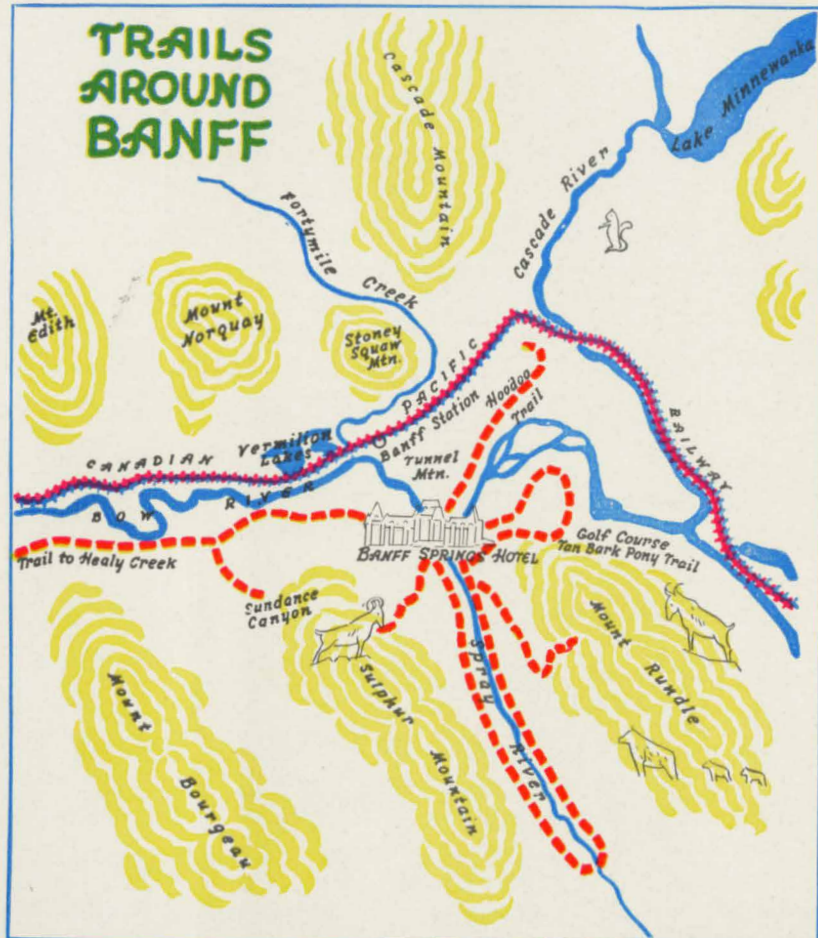 TRAILS
AROUND
BANFF
Cascade Mountain
Lake Minnewanka
Cascade River
Fortymile Creek
Mt.
Edith
Mount
Norquay
Stoney
Squaw
Mtn.
CANADIAN PACIFIC RAILWAY
Vermilion
Lakes
Banff Station
Hoodoo
Trail
Tunnel
Mtn.
BOW RIVER
BANFF SPRINGS HOTEL
Golf Course
Tan Bark Pony Trail
Trail to Healy Creek
Sundance
Canyon
Mount Rundle
Spray River
Sulphur Mountain
Mount Bourgeau